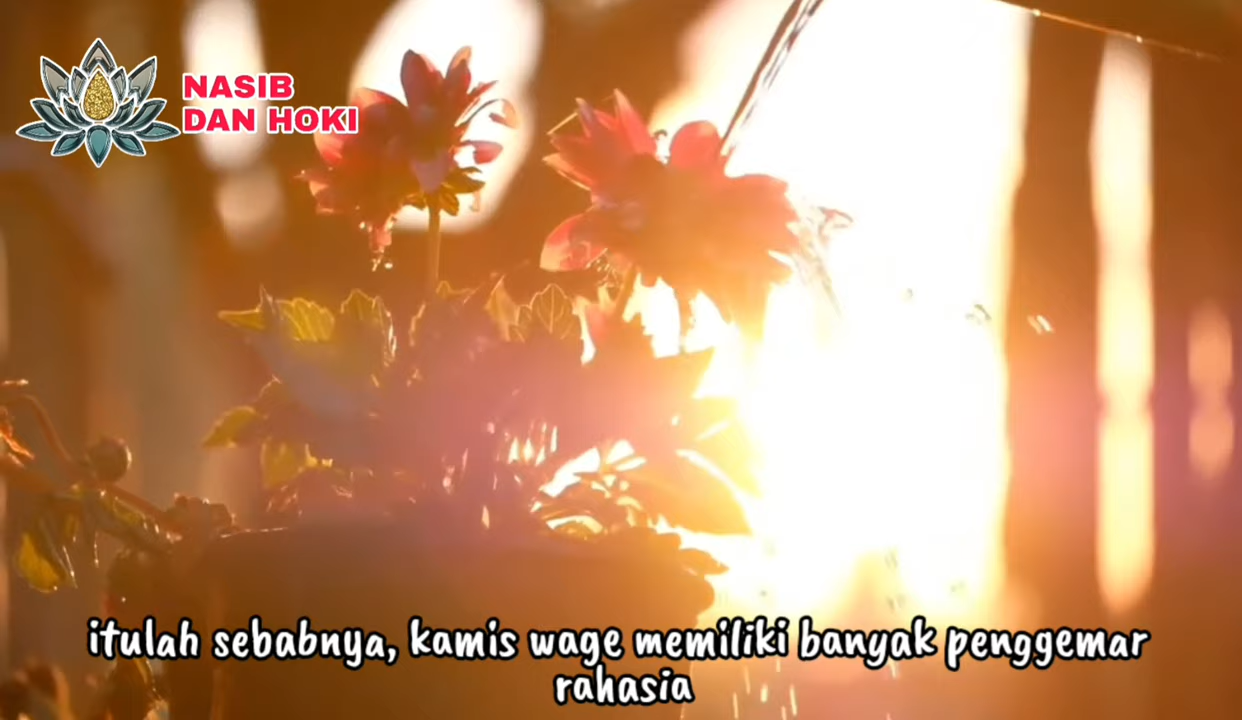 NASIB
DAN HOKI
itulah sebabnya, kamis wage memiliki banyak penggemar
rahasia